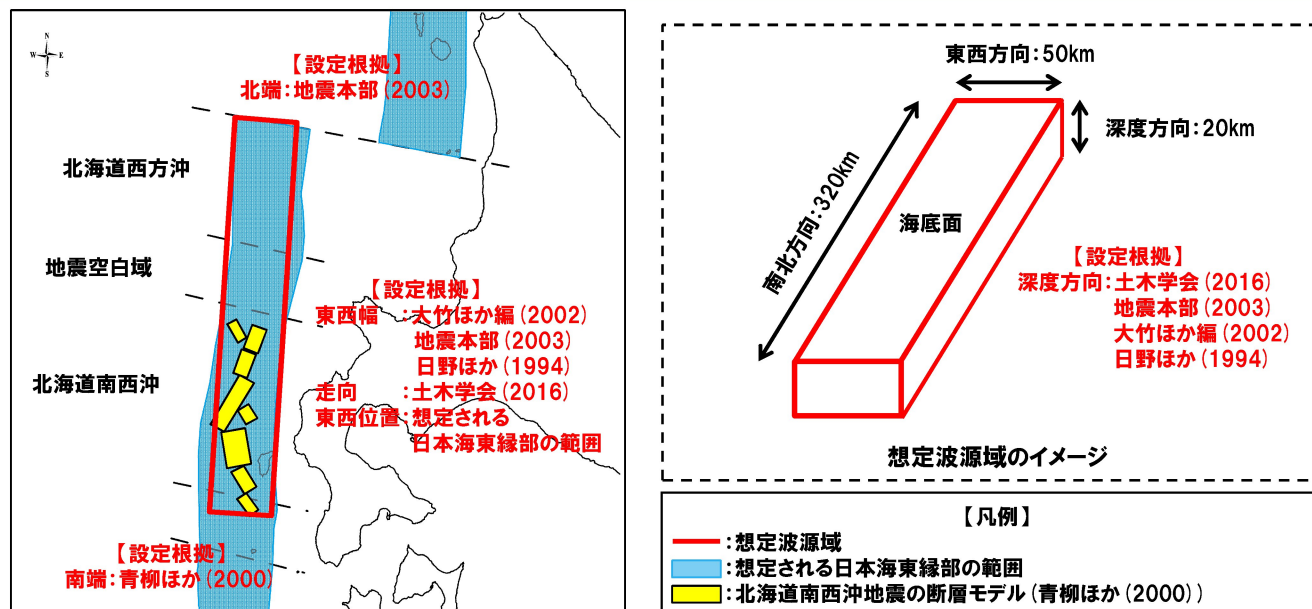 N
W E
S
【設定根拠】
北端：地震本部(2003)
北海道西方沖
地震空白域
北海道南西沖
【設定根拠】
東西幅　：大竹ほか編(2002)
地震本部(2003)
日野ほか(1994)
走向　　：土木学会(2016)
東西位置：想定される
日本海東縁部の範囲
【設定根拠】
南端：青柳ほか(2000)
東西方向：50km
深度方向：20km
南北方向：320km
海底面
【設定根拠】
深度方向：土木学会(2016)
地震本部(2003)
大竹ほか編(2002)
日野ほか(1994)
想定波源域のイメージ
【凡例】
：想定波源域
：想定される日本海東縁部の範囲
：北海道南西沖地震の断層モデル(青柳ほか(2000))